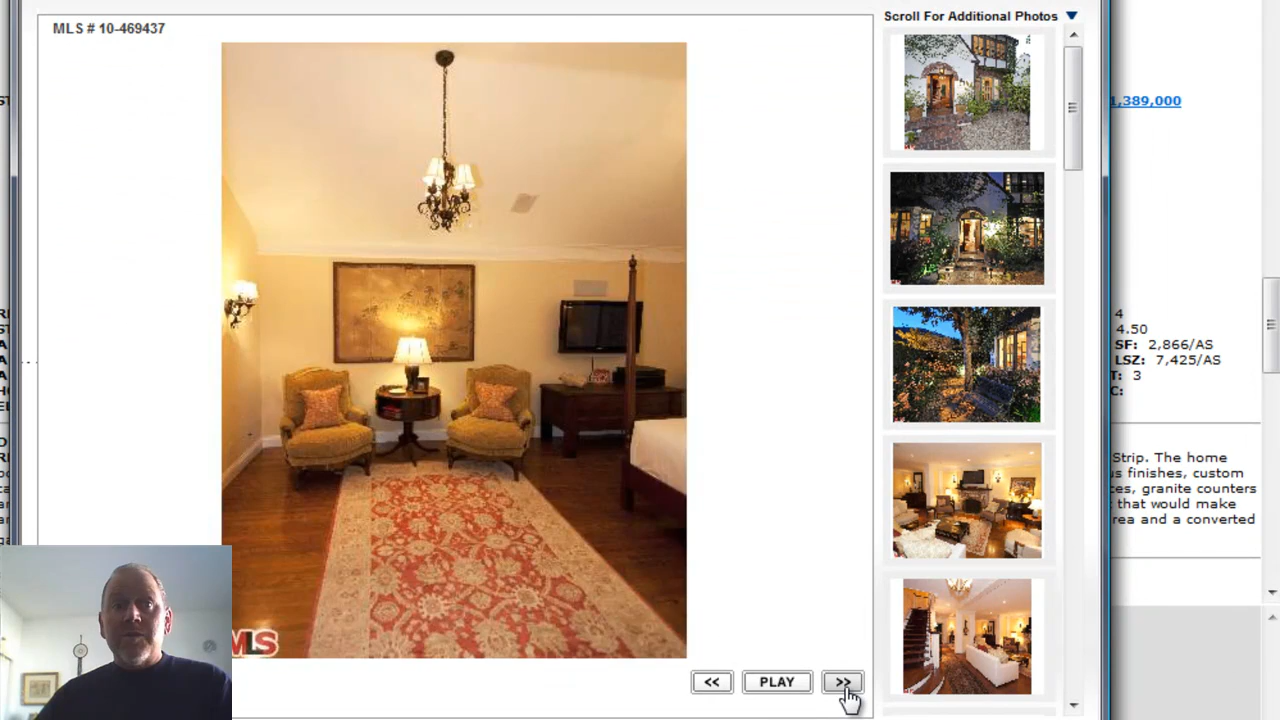 Scroll For Additional Photos
MLS # 10-469437
1,389,000
4
4.50
SF: 2,866/AS
LSZ: 7,425/AS
T: 3
C:
Strip. The home
s finishes, custom
ces, granite counters
that would make
rea and a converted
MLS
<< PLAY >>